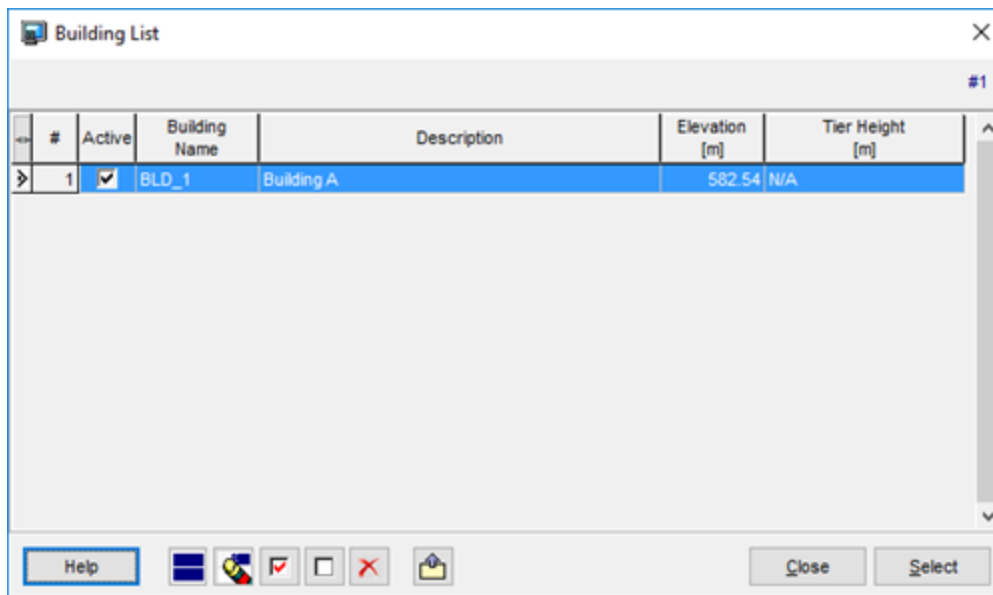 Building List
#1
# Active Building Name Description Elevation [m] Tier Height [m]
1 BLD_1 Building A 582.54 N/A
Help Close Select